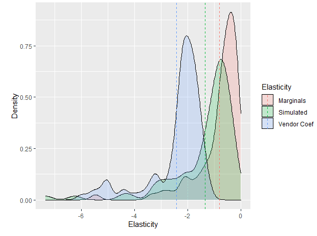 0.75
0.50
0.25
0.00
Density
-6
-4
-2
0
Elasticity
Elasticity
Marginals
Simulated
Vendor Coef